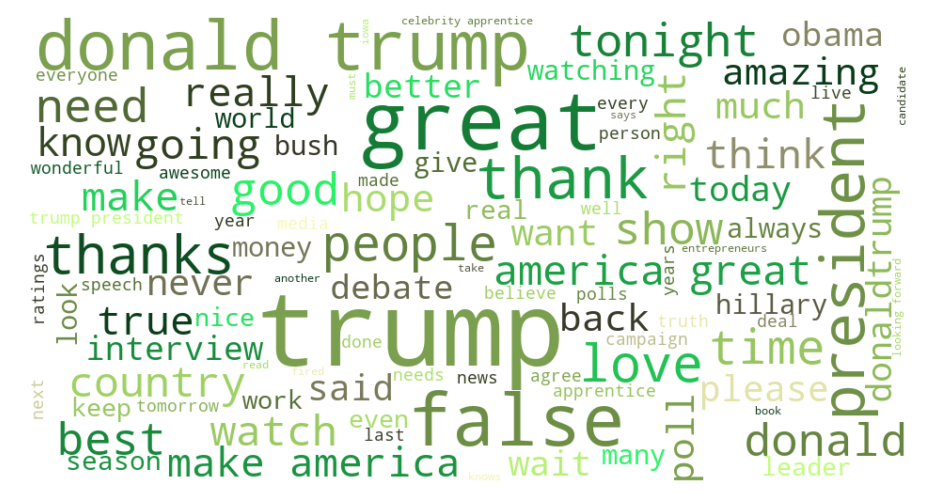 celebrity apprentice
donald trump
iowa
tonight
obama
everyone
need
really
must
better
watching
amazing
live
candidate
know
world
going
bush
great
every
says
person
right
much
wonderful
awesome
give
thank
think
make
tell
good
made
hope
today
trump president
year
media
real
well
want
show
always
president
donaldtrump
thanks
money
people
entrepreneurs
ratings
look
speech
never
another
debate
take
america
years
great
looking forward
believe
polls
hillary
true
nice
trump
back
truth
deal
interview
done
campaign
love
time
country
read
fired
said
needs
news
agree
apprentice
please
next
keep
tomorrow
work
even
false
poll
book
best
watch
last
donald
season
make america
knows
wait
many
leader